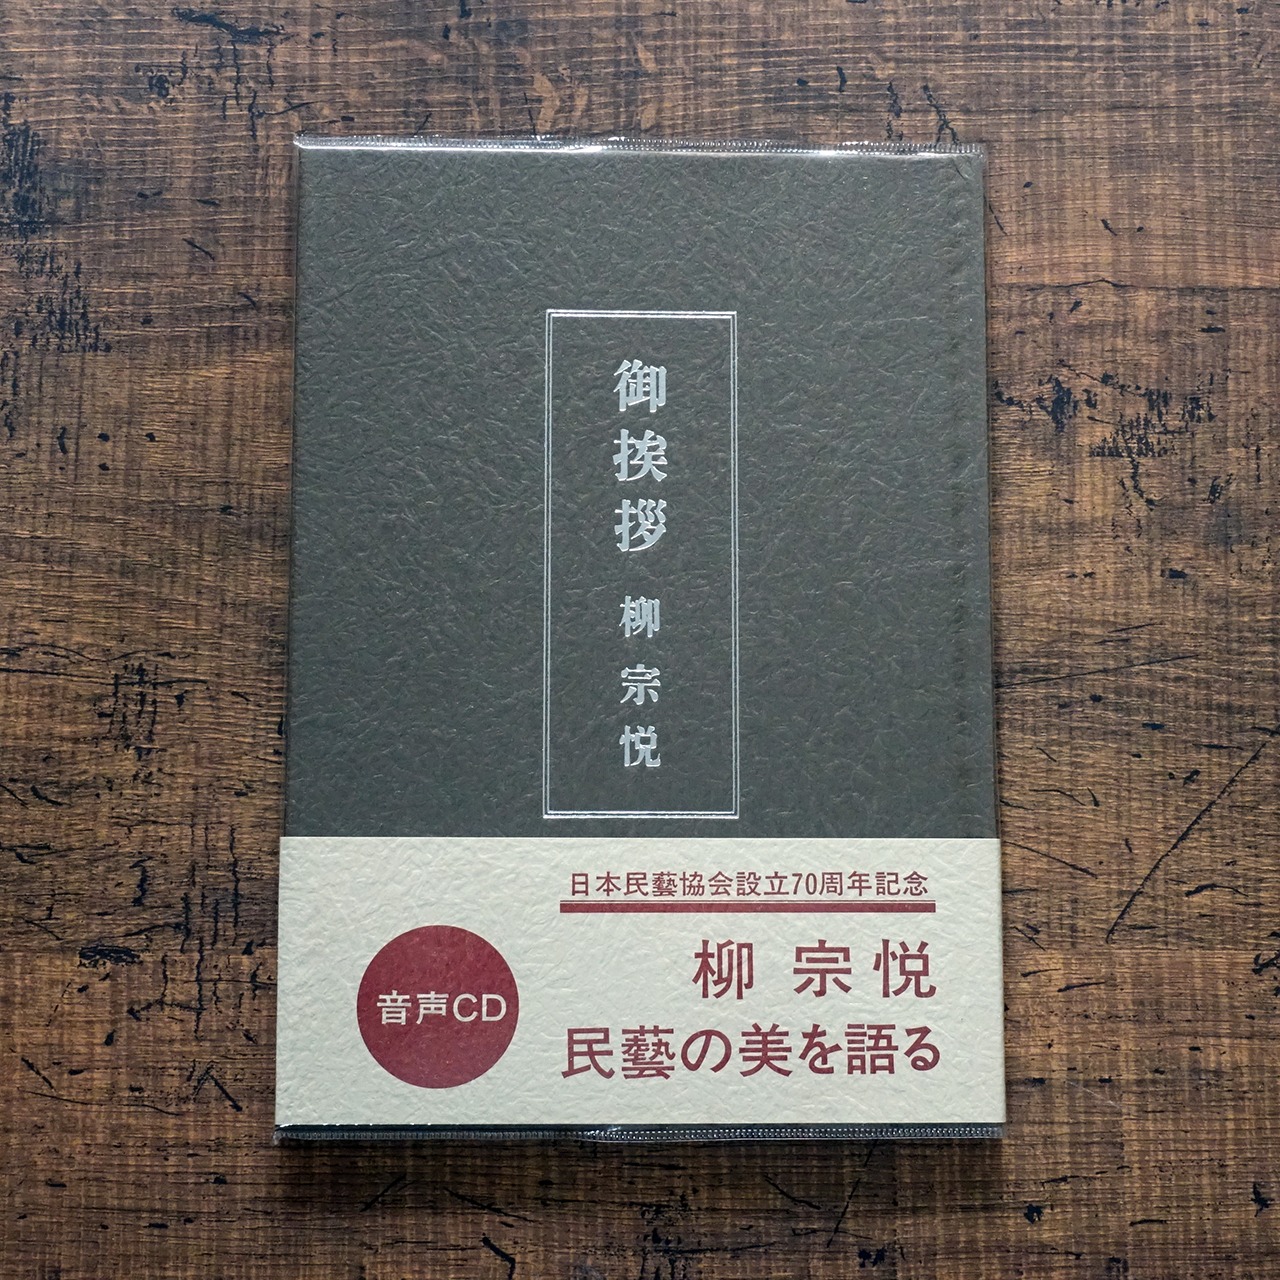 御挨拶 柳宗悦
日本民藝協会設立70周年記念
柳 宗悦
民藝の美を語る
音声CD